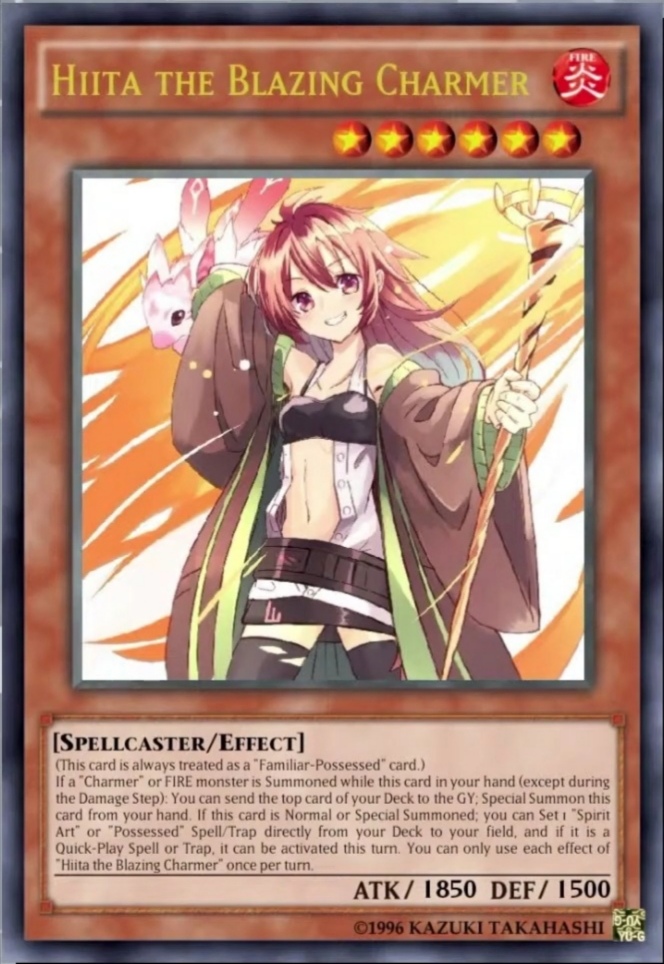 HIITA THE BLAZING CHARMER
FIRE
炎
[SPELLCASTER/EFFECT]
(This card is always treated as a "Familiar-Possessed" card.)
If a "Charmer" or FIRE monster is Summoned while this card in your hand (except during
the Damage Step): You can send the top card of your Deck to the GY; Special Summon this
card from your hand. If this card is Normal or Special Summoned; you can Set 1 "Spirit
Art" or "Possessed" Spell/Trap directly from your Deck to your field, and if it is a
Quick-Play Spell or Trap, it can be activated this turn. You can only use each effect of
"Hiita the Blazing Charmer" once per turn.
ATK/ 1850 DEF/ 1500
©1996 KAZUKI TAKAHASHI